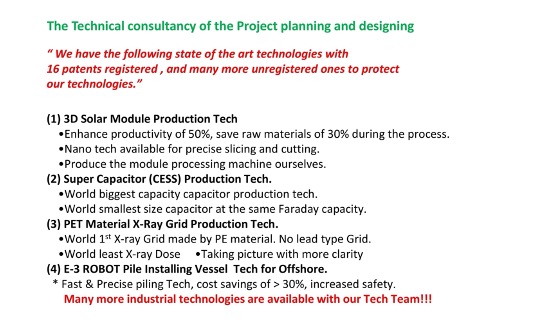 The Technical consultancy of the Project planning and designing
“ We have the following state of the art technologies with
16 patents registered , and many more unregistered ones to protect
our technologies.”
(1) 3D Solar Module Production Tech
•Enhance productivity of 50%, save raw materials of 30% during the process.
•Nano tech available for precise slicing and cutting.
•Produce the module processing machine ourselves.
(2) Super Capacitor (CESS) Production Tech.
•World biggest capacity capacitor production tech.
•World smallest size capacitor at the same Faraday capacity.
(3) PET Material X-Ray Grid Production Tech.
•World 1st X-ray Grid made by PE material. No lead type Grid.
•World least X-ray Dose •Taking picture with more clarity
(4) E-3 ROBOT Pile Installing Vessel Tech for Offshore.
* Fast & Precise piling Tech, cost savings of > 30%, increased safety.
Many more industrial technologies are available with our Tech Team!!!